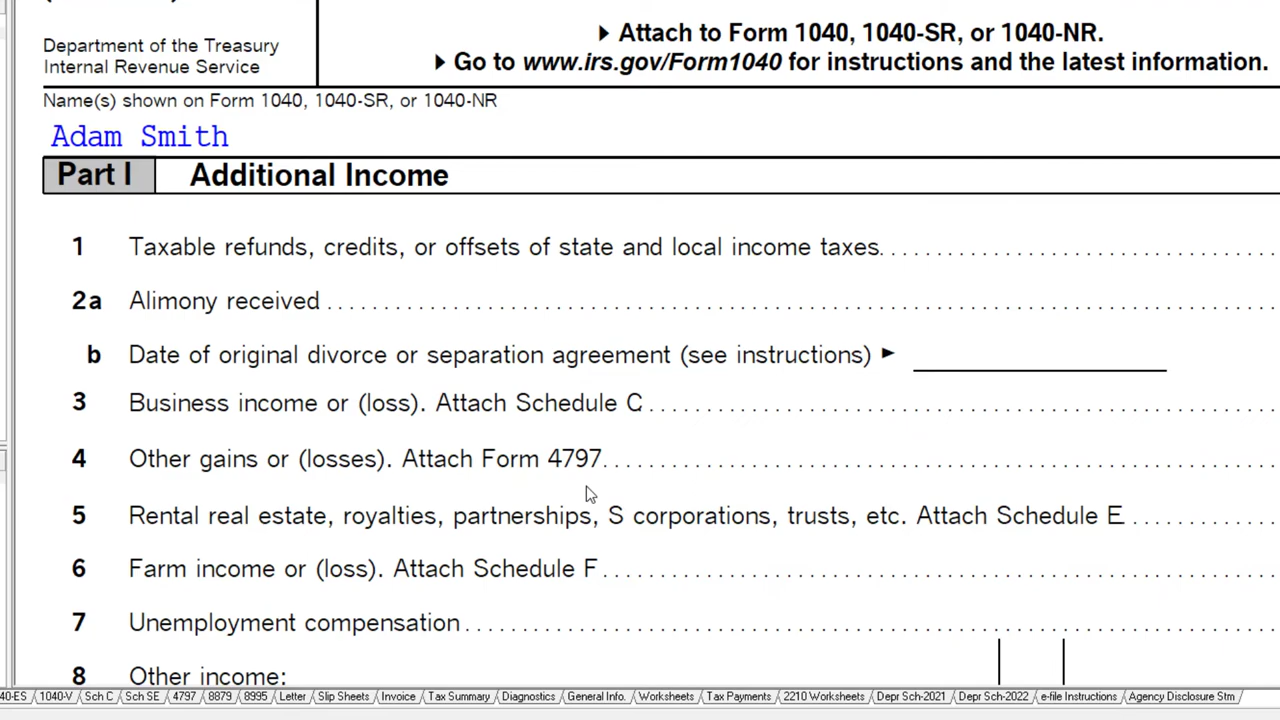 Department of the Treasury
Internal Revenue Service
▶ Attach to Form 1040, 1040-SR, or 1040-NR.
▶ Go to www.irs.gov/Form1040 for instructions and the latest information.
Name(s) shown on Form 1040, 1040-SR, or 1040-NR
Adam Smith
Part I Additional Income
1 Taxable refunds, credits, or offsets of state and local income taxes
2a Alimony received
b Date of original divorce or separation agreement (see instructions) ▶
3 Business income or (loss). Attach Schedule C
4 Other gains or (losses). Attach Form 4797
5 Rental real estate, royalties, partnerships, S corporations, trusts, etc. Attach Schedule E
6 Farm income or (loss). Attach Schedule F
7 Unemployment compensation
8 Other income:
40-ES 1040-V Sch C Sch SE 4797 8879 8995 Letter Slip Sheets Invoice Tax Summary Diagnostics General Info. Worksheets Tax Payments 2210 Worksheets Depr Sch-2021 Depr Sch-2022 e-file Instructions Agency Disclosure Stm